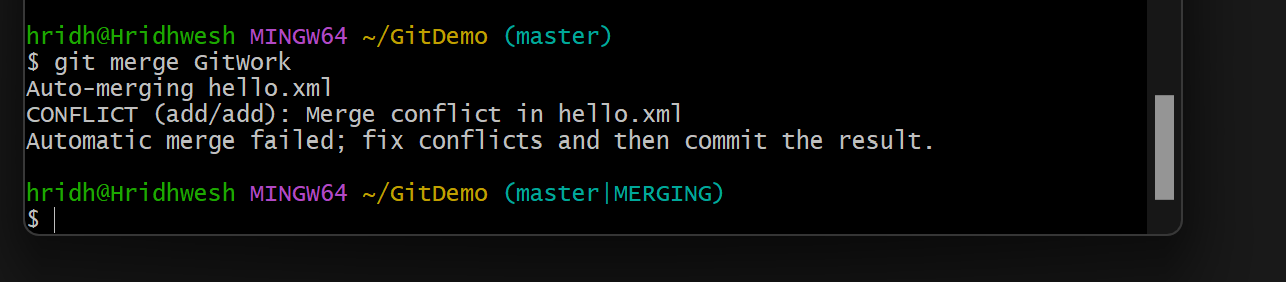 hridh@Hridhwesh MINGW64 ~/GitDemo (master)
$ git merge GitWork
Auto-merging hello.xml
CONFLICT (add/add): Merge conflict in hello.xml
Automatic merge failed; fix conflicts and then commit the result.
hridh@Hridhwesh MINGW64 ~/GitDemo (master|MERGING)
$